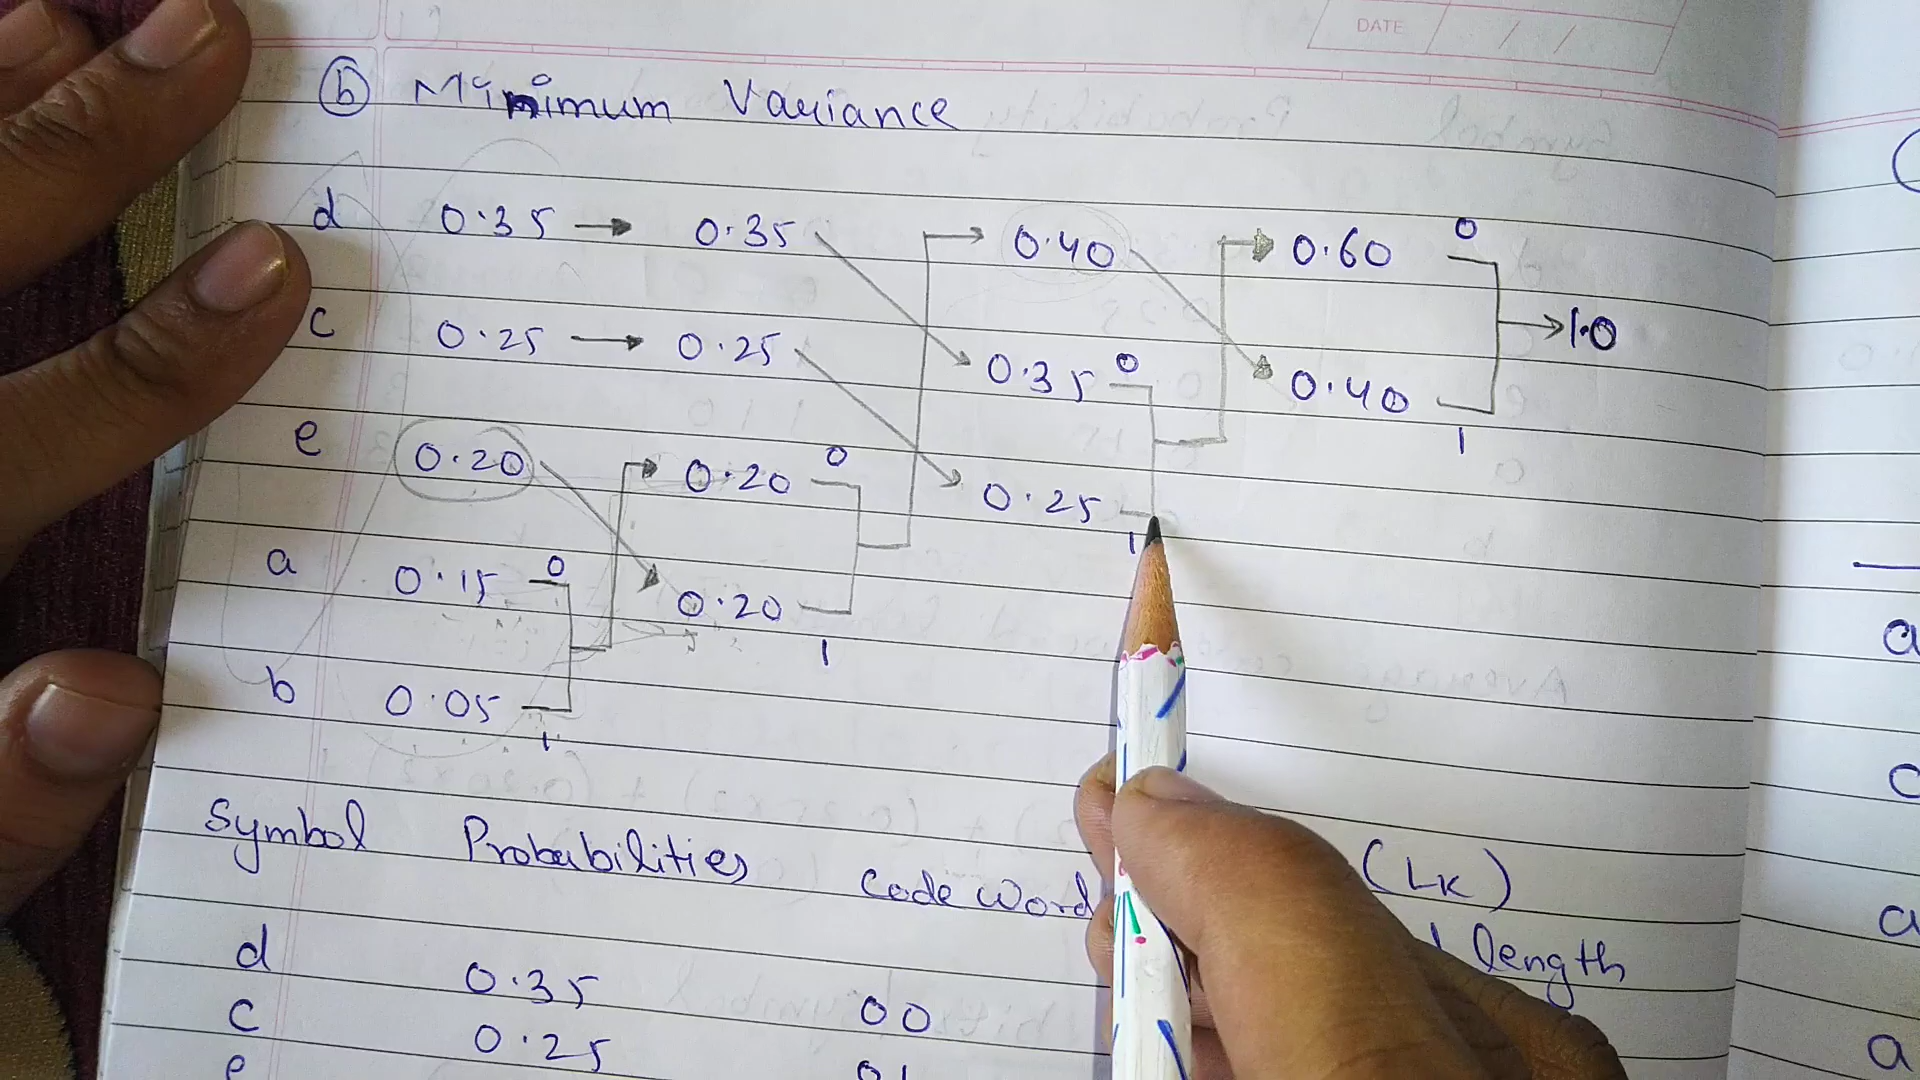 DATE / /
ⓑ Minimum Variance
d 0.35 → 0.35 → 0.40 → 0.60 0
c 0.25 → 0.25 0.35 0 0.40 1 → 1.0
e 0.20 → 0.20 0 0.25 1
a 0.15 0 0.20 1
b 0.05 1
Symbol Probabilities Code Word (LK)
length
d 0.35 00
c 0.25 01
e
a
c
a
a